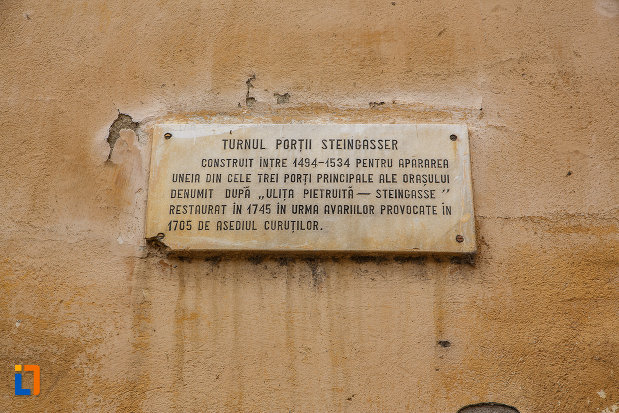 TURNUL PORȚII STEINGASSER
CONSTRUIT ÎNTRE 1494-1534 PENTRU APĂRAREA
UNEIA DIN CELE TREI PORȚI PRINCIPALE ALE ORAȘULUI
DENUMIT DUPĂ „ULIȚA PIETRUITĂ — STEINGASSE”
RESTAURAT ÎN 1745 ÎN URMA AVARIILOR PROVOCATE ÎN
1705 DE ASEDIUL CURUȚILOR.